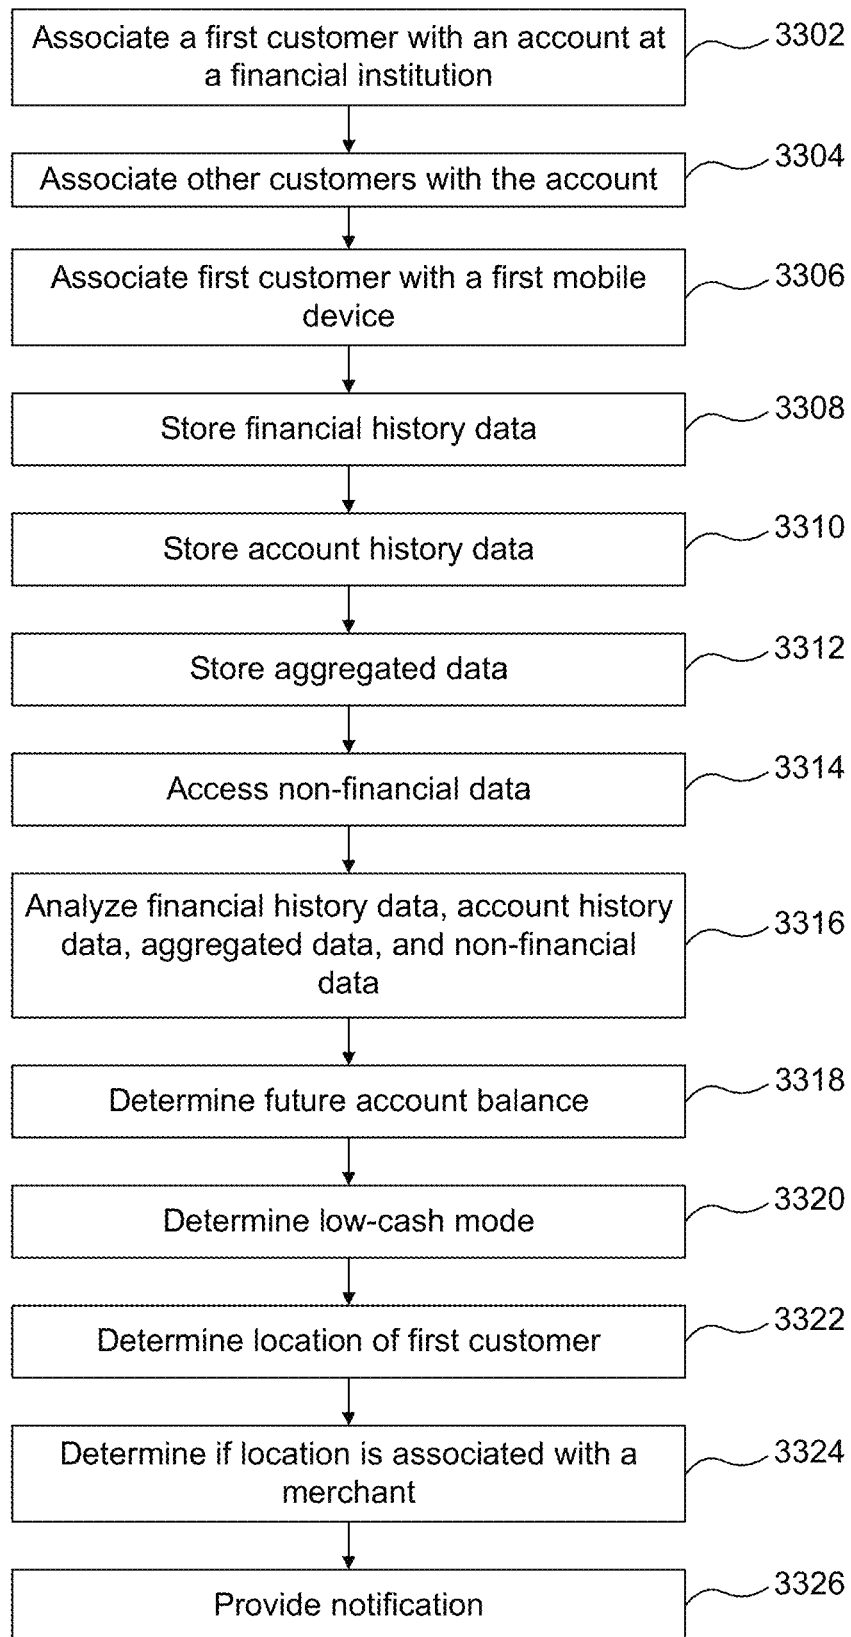 Associate a first customer with an account at
a financial institution
3302
Associate other customers with the account
3304
Associate first customer with a first mobile
device
3306
Store financial history data
3308
Store account history data
3310
Store aggregated data
3312
Access non-financial data
3314
Analyze financial history data, account history
data, aggregated data, and non-financial
data
3316
Determine future account balance
3318
Determine low-cash mode
3320
Determine location of first customer
3322
Determine if location is associated with a
merchant
3324
Provide notification
3326